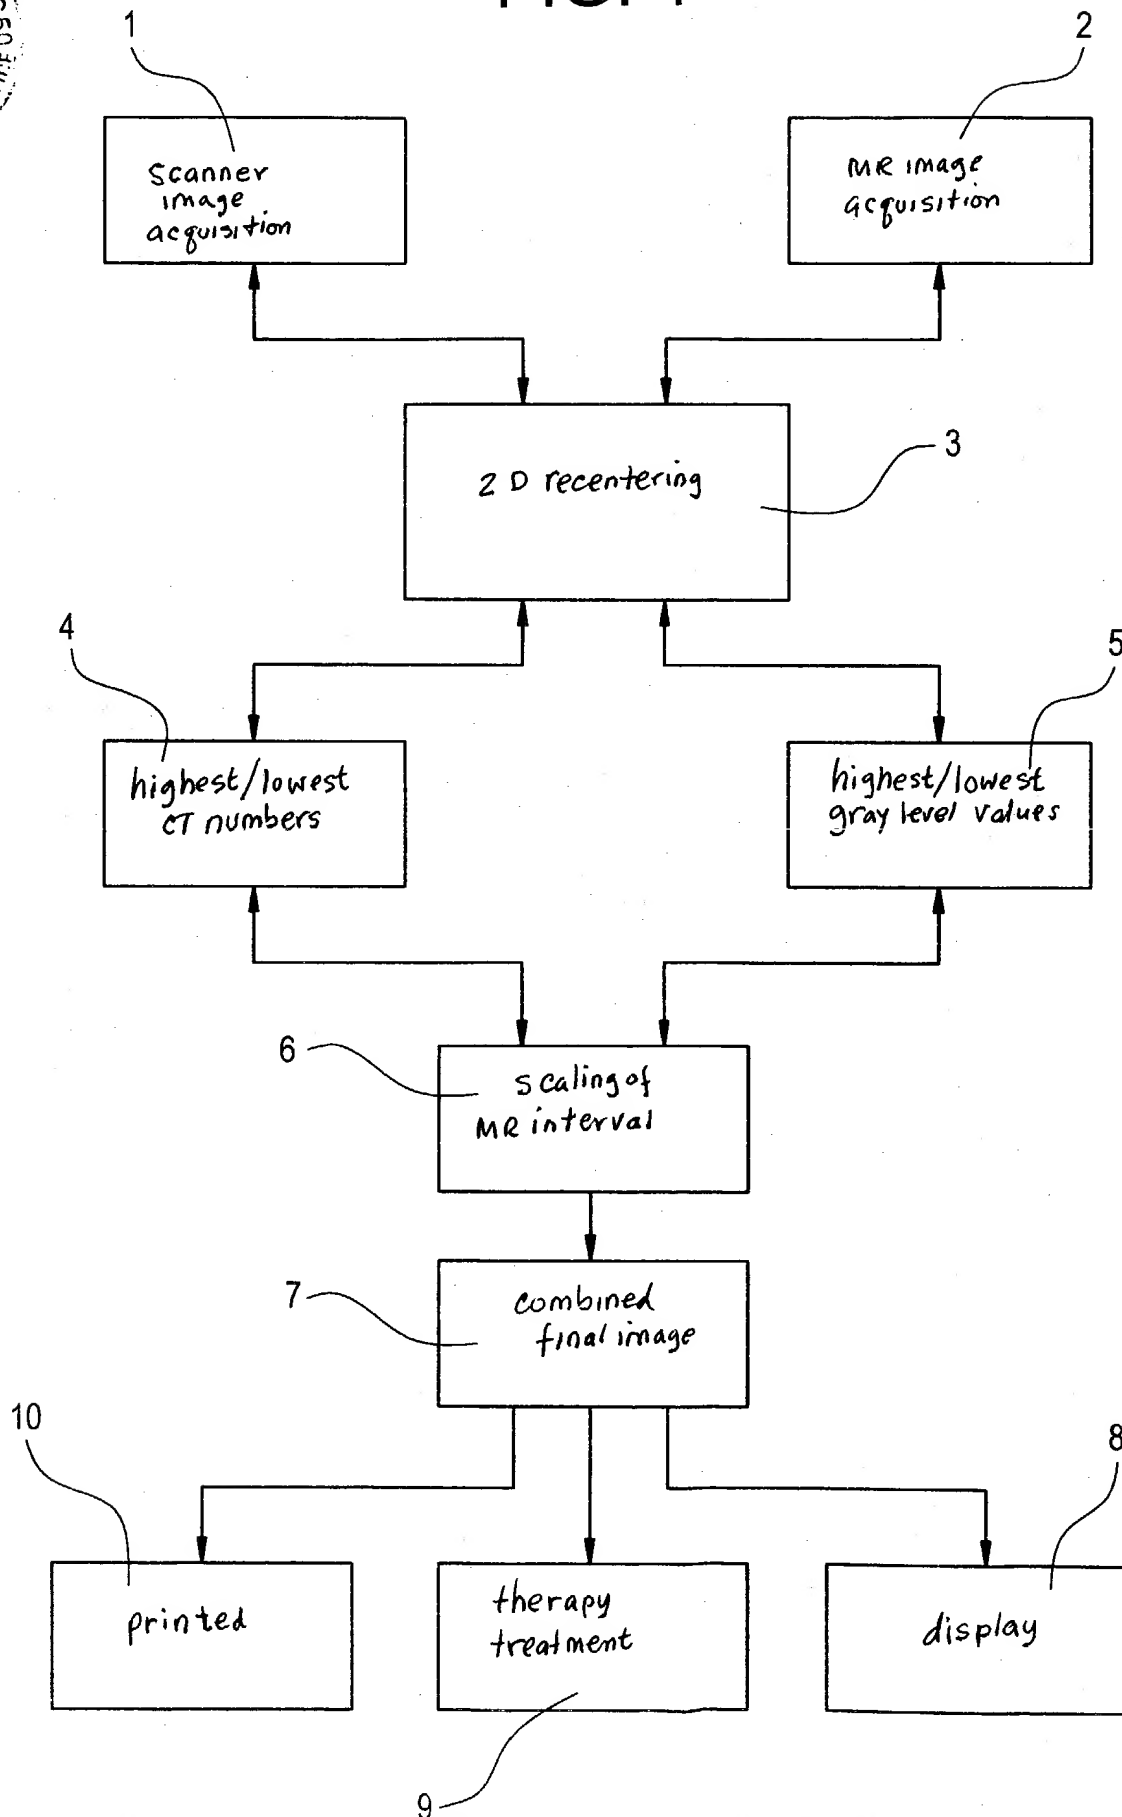 1
2
scanner
image
acquisition
MR image
acquisition
2 D recentering
3
4
5
highest/lowest
CT numbers
highest/lowest
gray level values
6
scaling of
MR interval
7
combined
final image
10
8
printed
therapy
treatment
display
9